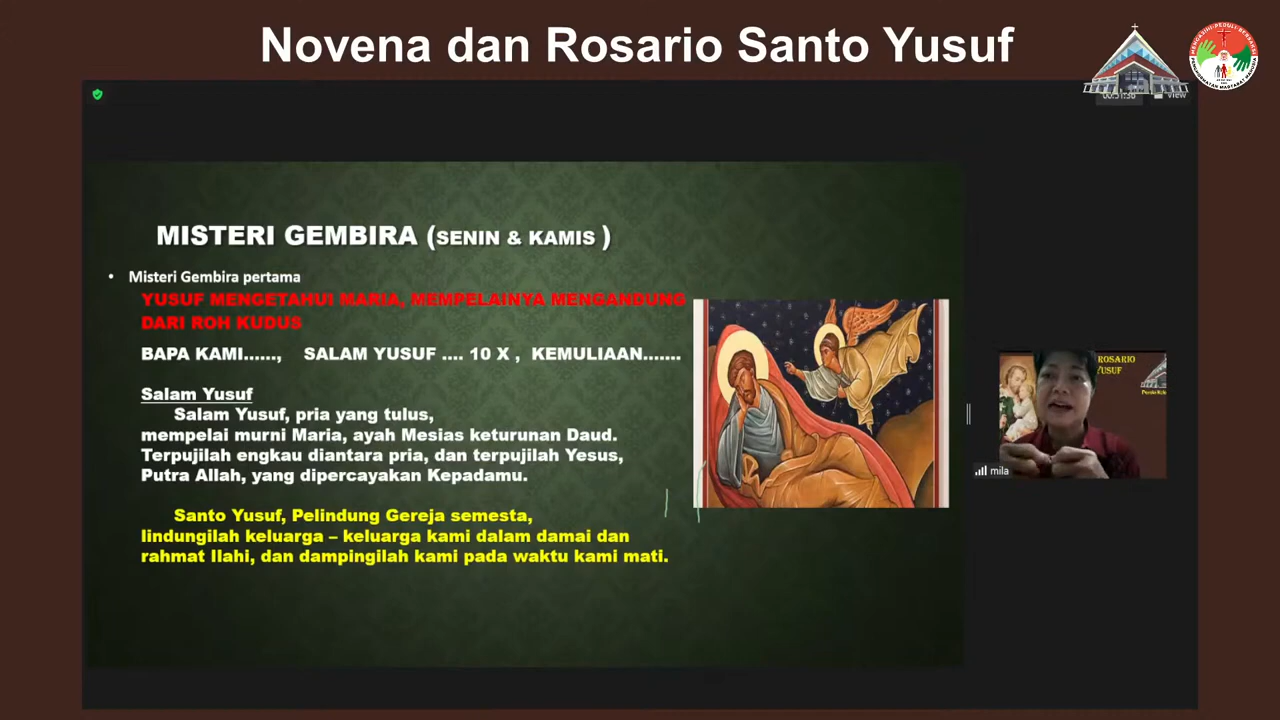 Novena dan Rosario Santo Yusuf
View
MISTERI GEMBIRA (SENIN & KAMIS )
• Misteri Gembira pertama
YUSUF MENGETAHUI MARIA, MEMPELAINYA MENGANDUNG
DARI ROH KUDUS
BAPA KAMI......, SALAM YUSUF .... 10 X , KEMULIAAN.......
Salam Yusuf
Salam Yusuf, pria yang tulus,
mempelai murni Maria, ayah Mesias keturunan Daud.
Terpujilah engkau diantara pria, dan terpujilah Yesus,
Putra Allah, yang dipercayakan Kepadamu.
Santo Yusuf, Pelindung Gereja semesta,
lindungilah keluarga – keluarga kami dalam damai dan
rahmat Ilahi, dan dampingilah kami pada waktu kami mati.
ROSARIO
YUSUF
mila